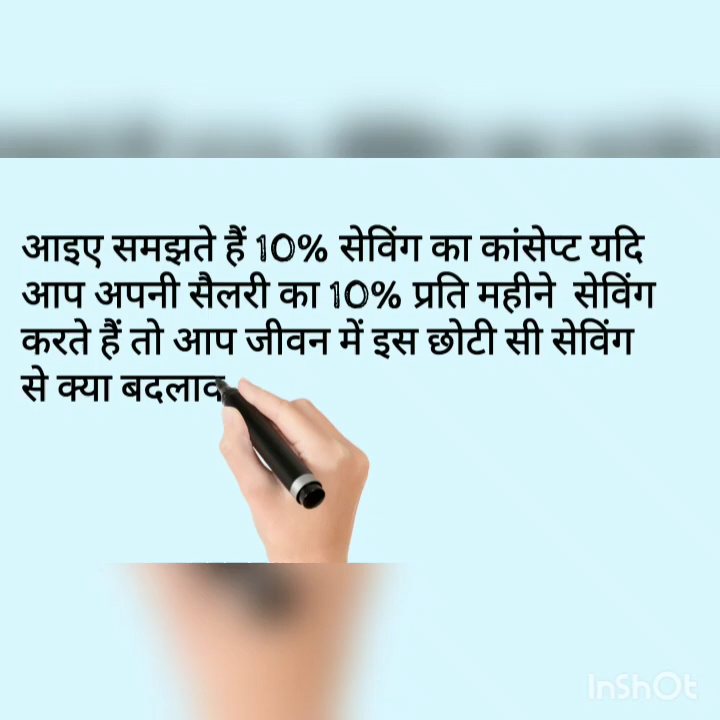 आइए समझते हैं 10% सेविंग का कांसेप्ट यदि
आप अपनी सैलरी का 10% प्रति महीने सेविंग
करते हैं तो आप जीवन में इस छोटी सी सेविंग
से क्या बदलाव
InShOt